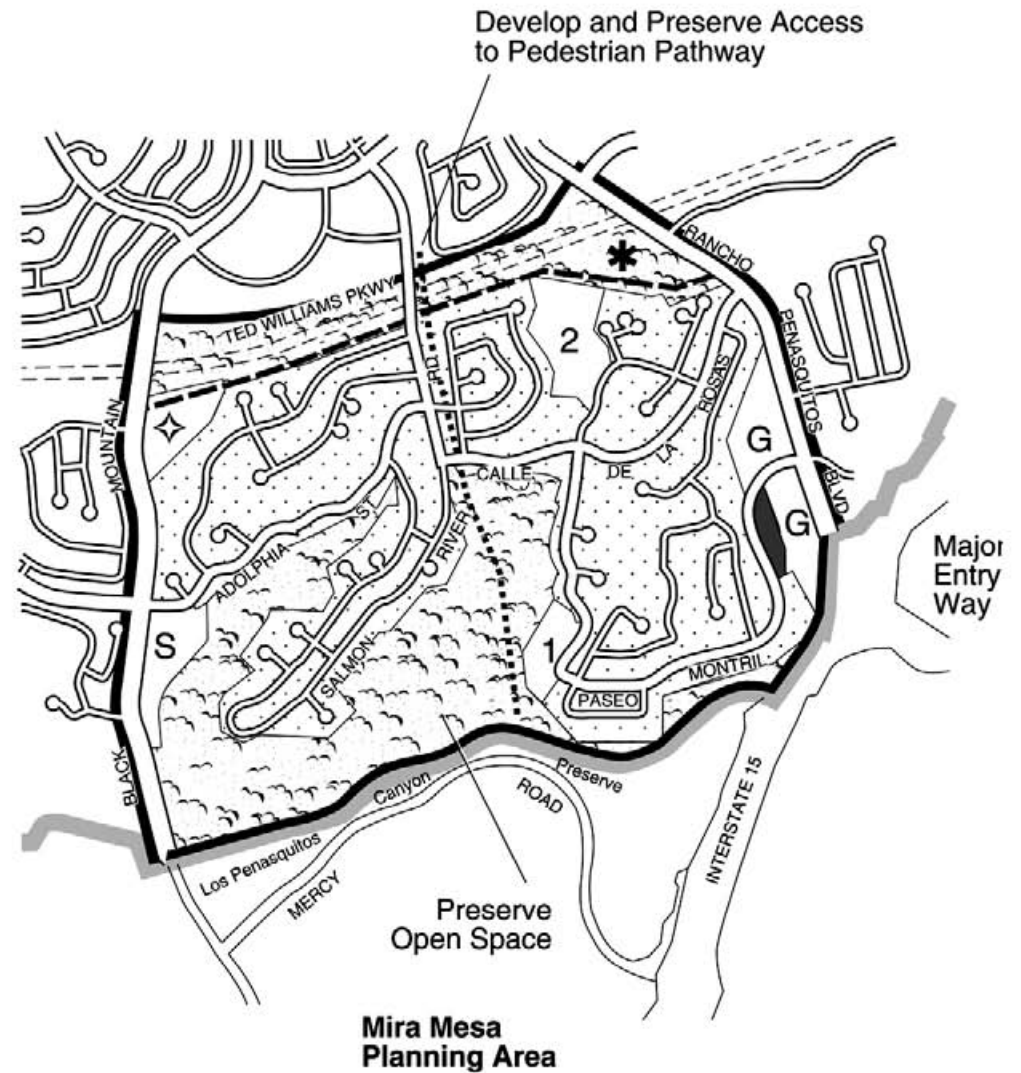 Develop and Preserve Access
to Pedestrian Pathway
RANCHO
TED WILLIAMS PKWY
PENASQUITOS
2
RD
MOUNTAIN
ROSAS
LA
DE
CALLE
G
BLVD
G
ST
ADOLPHIA
RIVER
Major
Entry
Way
S
SALMON
1
MONTRIL
PASEO
BLACK
Preserve
Canyon
ROAD
Los Penasquitos
INTERSTATE 15
MERCY
Preserve
Open Space
Mira Mesa
Planning Area